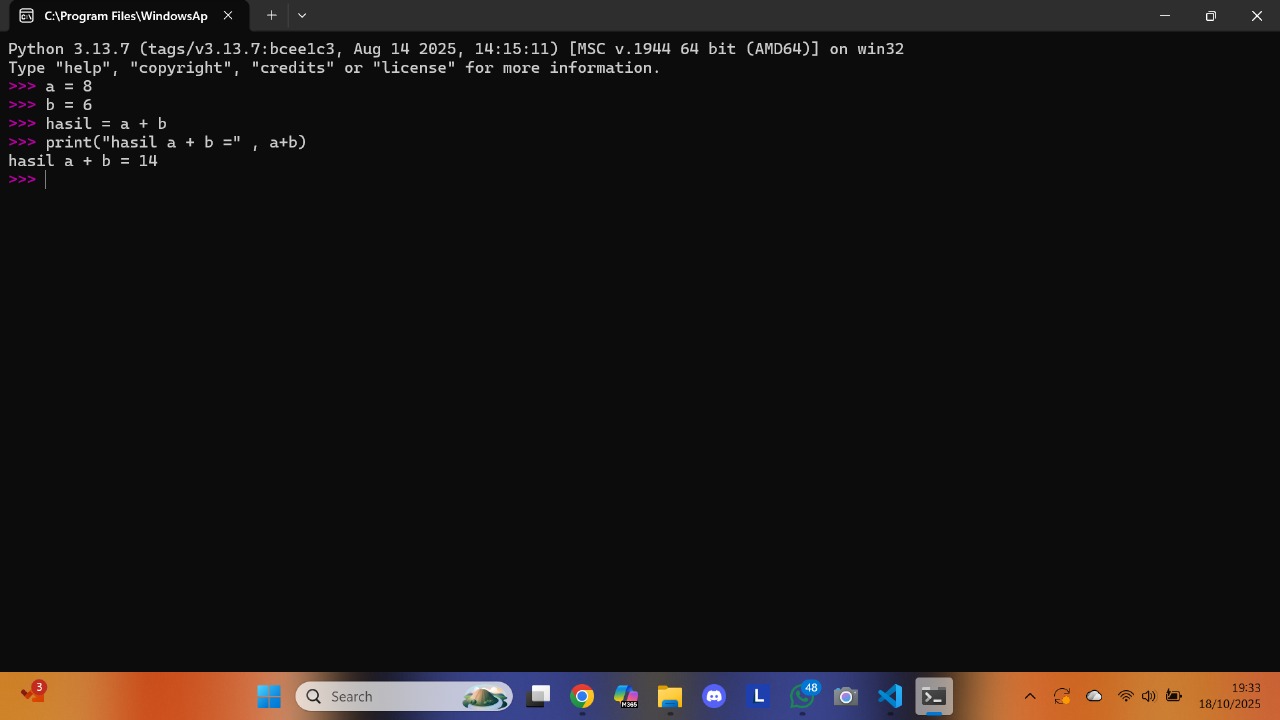 C:\Program Files\WindowsAp
Python 3.13.7 (tags/v3.13.7:bcee1c3, Aug 14 2025, 14:15:11) [MSC v.1944 64 bit (AMD64)] on win32
Type "help", "copyright", "credits" or "license" for more information.
>>> a = 8
>>> b = 6
>>> hasil = a + b
>>> print("hasil a + b =" , a+b)
hasil a + b = 14
>>>
3
Search
M365
L
48
19:33
18/10/2025